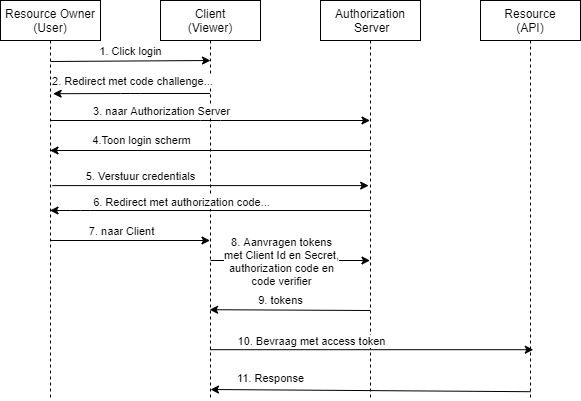 Resource Owner
(User)
Client
(Viewer)
Authorization
Server
Resource
(API)
1. Click login
2. Redirect met code challenge...
3. naar Authorization Server
4.Toon login scherm
5. Verstuur credentials
6. Redirect met authorization code...
7. naar Client
8. Aanvragen tokens
met Client Id en Secret,
authorization code en
code verifier
9. tokens
10. Bevraag met access token
11. Response